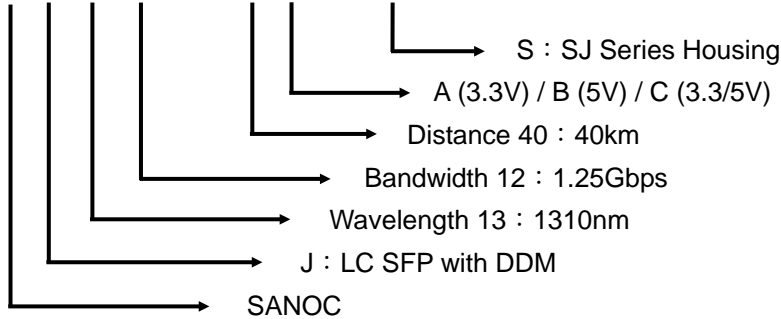 S：SJ Series Housing
A (3.3V) / B (5V) / C (3.3/5V)
Distance 40：40km
Bandwidth 12：1.25Gbps
Wavelength 13：1310nm
J：LC SFP with DDM
SANOC